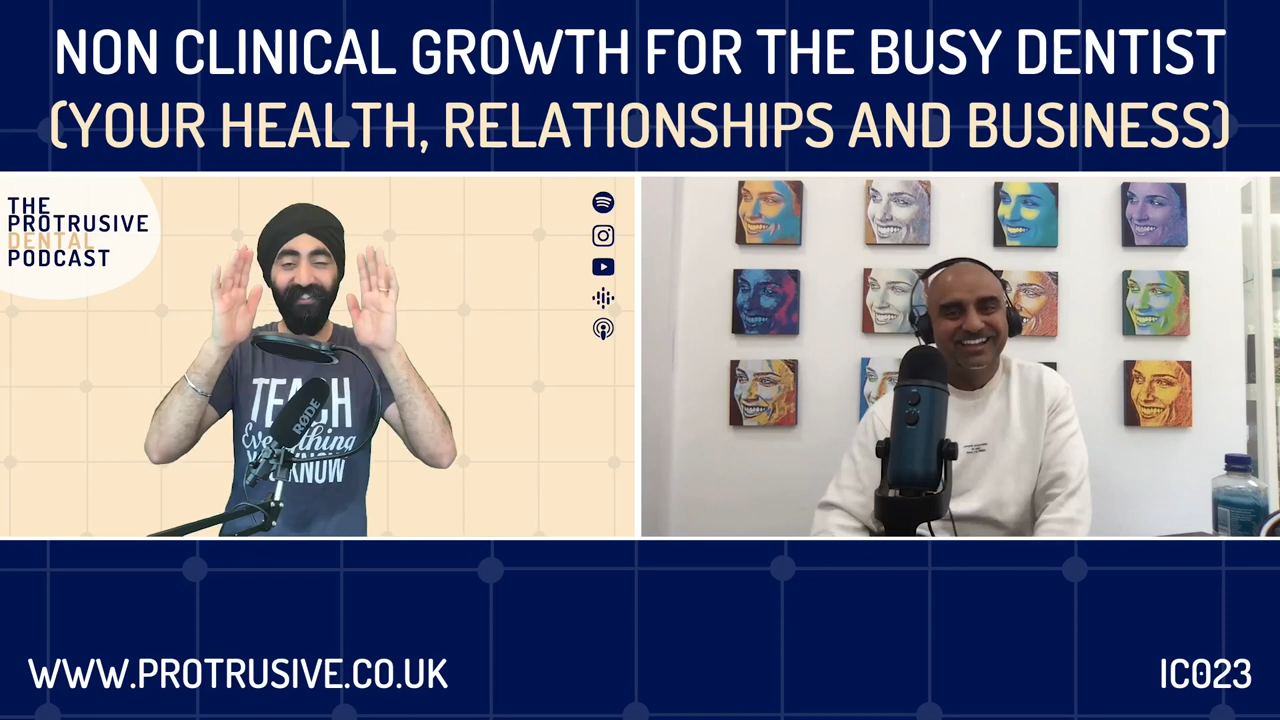 NON CLINICAL GROWTH FOR THE BUSY DENTIST
(YOUR HEALTH, RELATIONSHIPS AND BUSINESS)
THE
PROTRUSIVE
DENTAL
PODCAST
TEACH
Everything
KNOW
RØDE
WWW.PROTRUSIVE.CO.UK
IC023